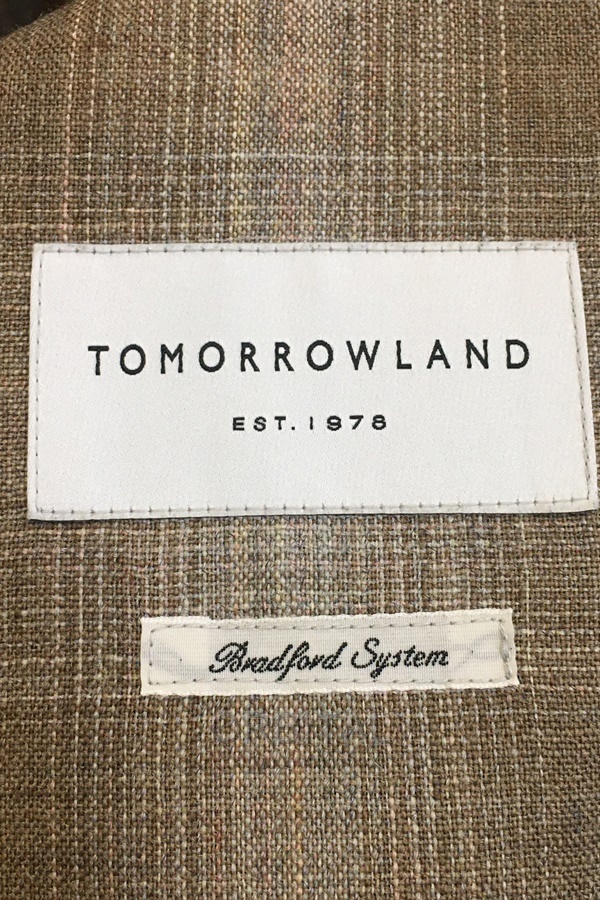 TOMORROWLAND
EST. 1978
Bradford System